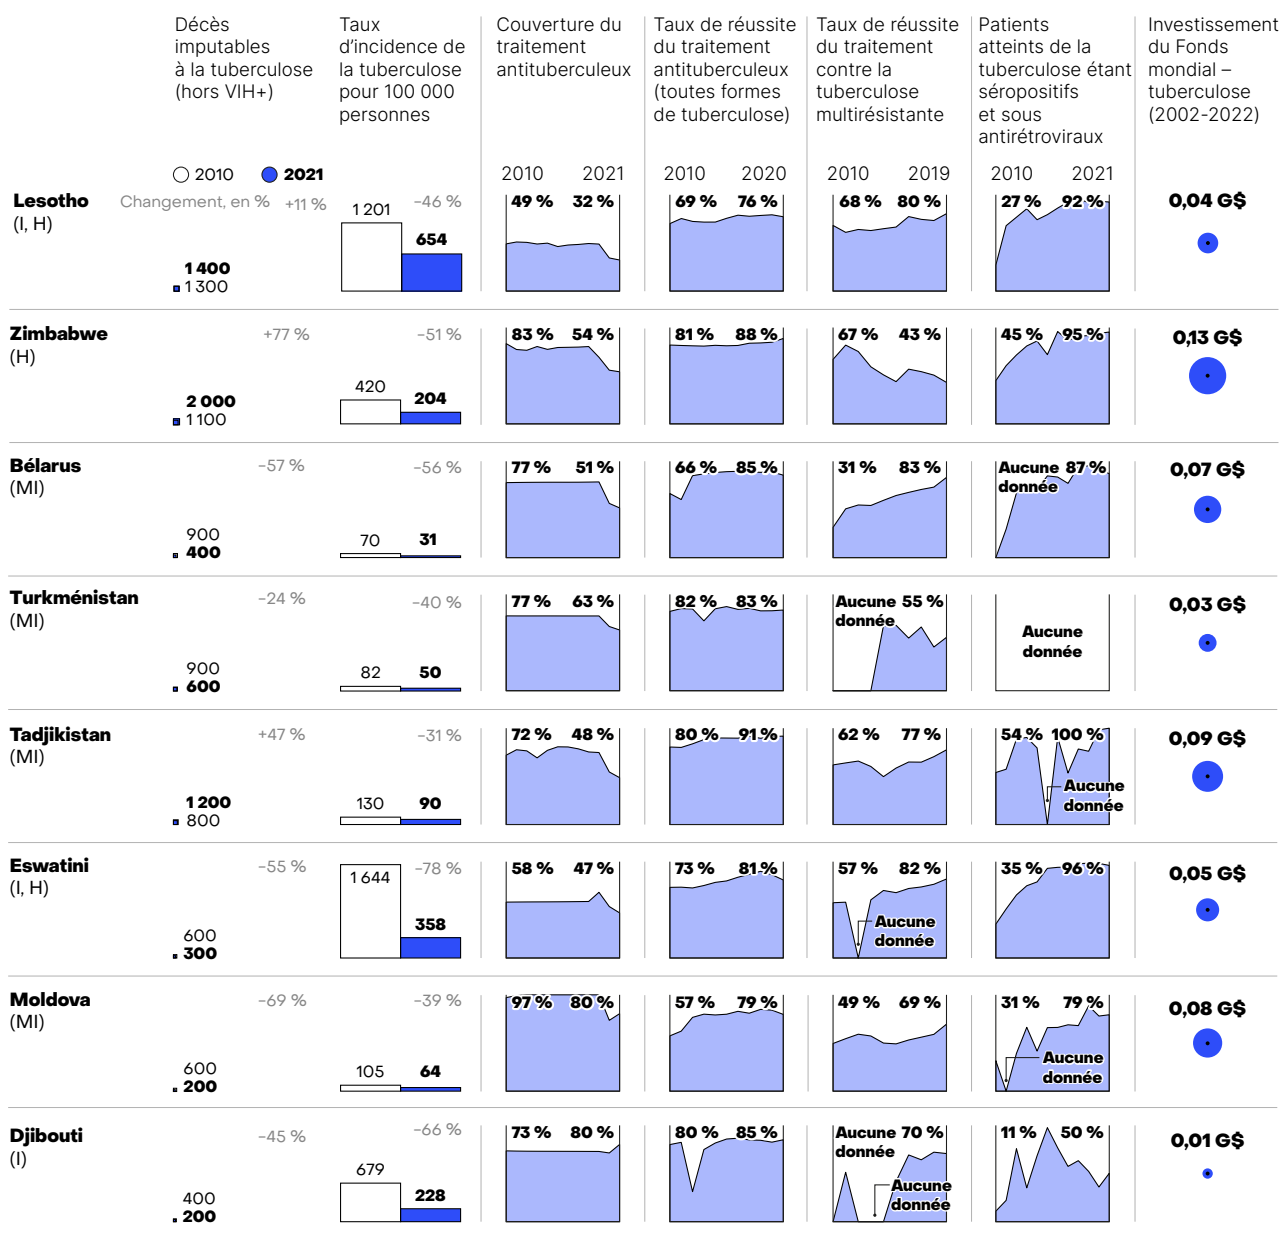 Décès
imputables
à la tuberculose
(hors VIH+)
Taux
d’incidence de
la tuberculose
pour 100 000
personnes
Couverture du
traitement
antituberculeux
Taux de réussite
du traitement
antituberculeux
(toutes formes
de tuberculose)
Taux de réussite
du traitement
contre la
tuberculose
multirésistante
Patients
atteints de la
tuberculose étant
séropositifs
et sous
antirétroviraux
Investissement
du Fonds
mondial –
tuberculose
(2002-2022)
2010 2021
2010 2021
2010 2020
2010 2019
2010 2021
Lesotho
(I, H)
Changement, en % +11 %
1 400
1 300
−46 %
1 201
654
49 % 32 %
69 % 76 %
68 % 80 %
27 % 92 %
0,04 G$
Zimbabwe
(H)
+77 %
2 000
1 100
−51 %
420
204
83 % 54 %
81 % 88 %
67 % 43 %
45 % 95 %
0,13 G$
Bélarus
(MI)
−57 %
900
400
−56 %
70
31
77 % 51 %
66 % 85 %
31 % 83 %
Aucune 87 %
donnée
0,07 G$
Turkménistan
(MI)
−24 %
900
600
−40 %
82
50
77 % 63 %
82 % 83 %
Aucune 55 %
donnée
Aucune
donnée
0,03 G$
Tadjikistan
(MI)
+47 %
1 200
800
−31 %
130
90
72 % 48 %
80 % 91 %
62 % 77 %
54 % 100 %
Aucune
donnée
0,09 G$
Eswatini
(I, H)
−55 %
600
300
−78 %
1 644
358
58 % 47 %
73 % 81 %
57 % 82 %
Aucune
donnée
35 % 96 %
0,05 G$
Moldova
(MI)
−69 %
600
200
−39 %
105
64
97 % 80 %
57 % 79 %
49 % 69 %
31 % 79 %
Aucune
donnée
0,08 G$
Djibouti
(I)
−45 %
400
200
−66 %
679
228
73 % 80 %
80 % 85 %
Aucune 70 %
donnée
Aucune
donnée
11 % 50 %
0,01 G$